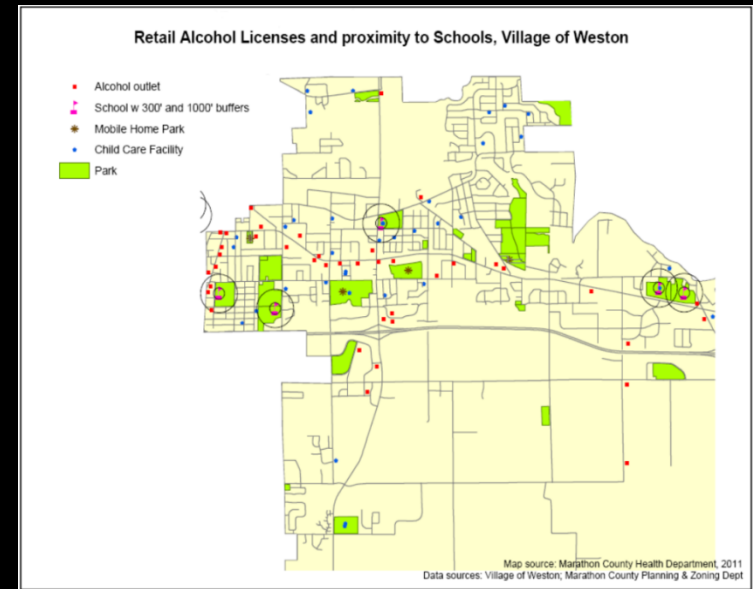 Retail Alcohol Licenses and proximity to Schools, Village of Weston
Alcohol outlet
School w 300' and 1000' buffers
Mobile Home Park
Child Care Facility
Park
Map source: Marathon County Health Department, 2011
Data sources: Village of Weston; Marathon County Planning & Zoning Dept